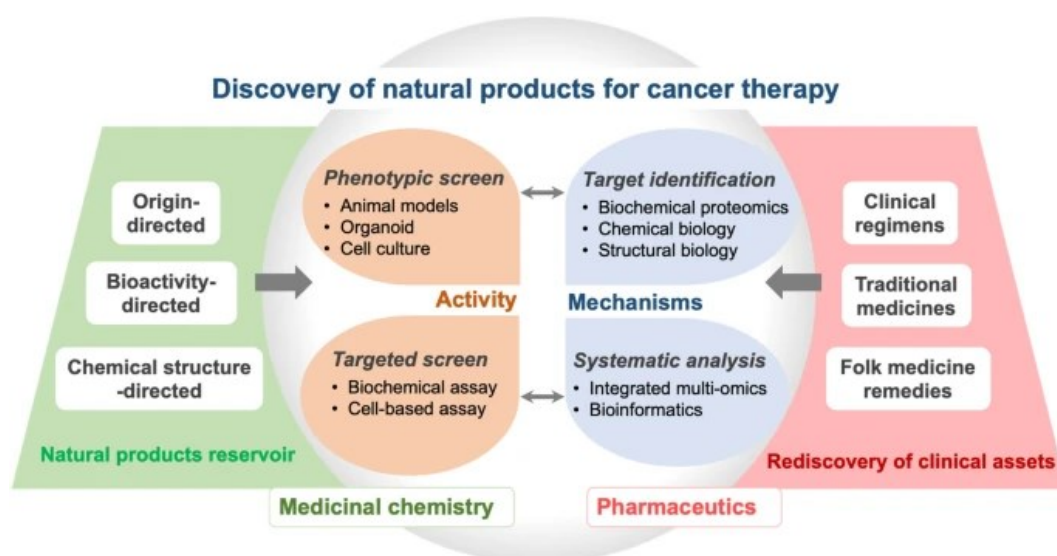 Discovery of natural products for cancer therapy
Origin-
directed
Bioactivity-
directed
Chemical structure
-directed
Natural products reservoir
Phenotypic screen
• Animal models
• Organoid
• Cell culture
Activity
Targeted screen
• Biochemical assay
• Cell-based assay
Target identification
• Biochemical proteomics
• Chemical biology
• Structural biology
Mechanisms
Systematic analysis
• Integrated multi-omics
• Bioinformatics
Clinical
regimens
Traditional
medicines
Folk medicine
remedies
Rediscovery of clinical assets
Medicinal chemistry
Pharmaceutics